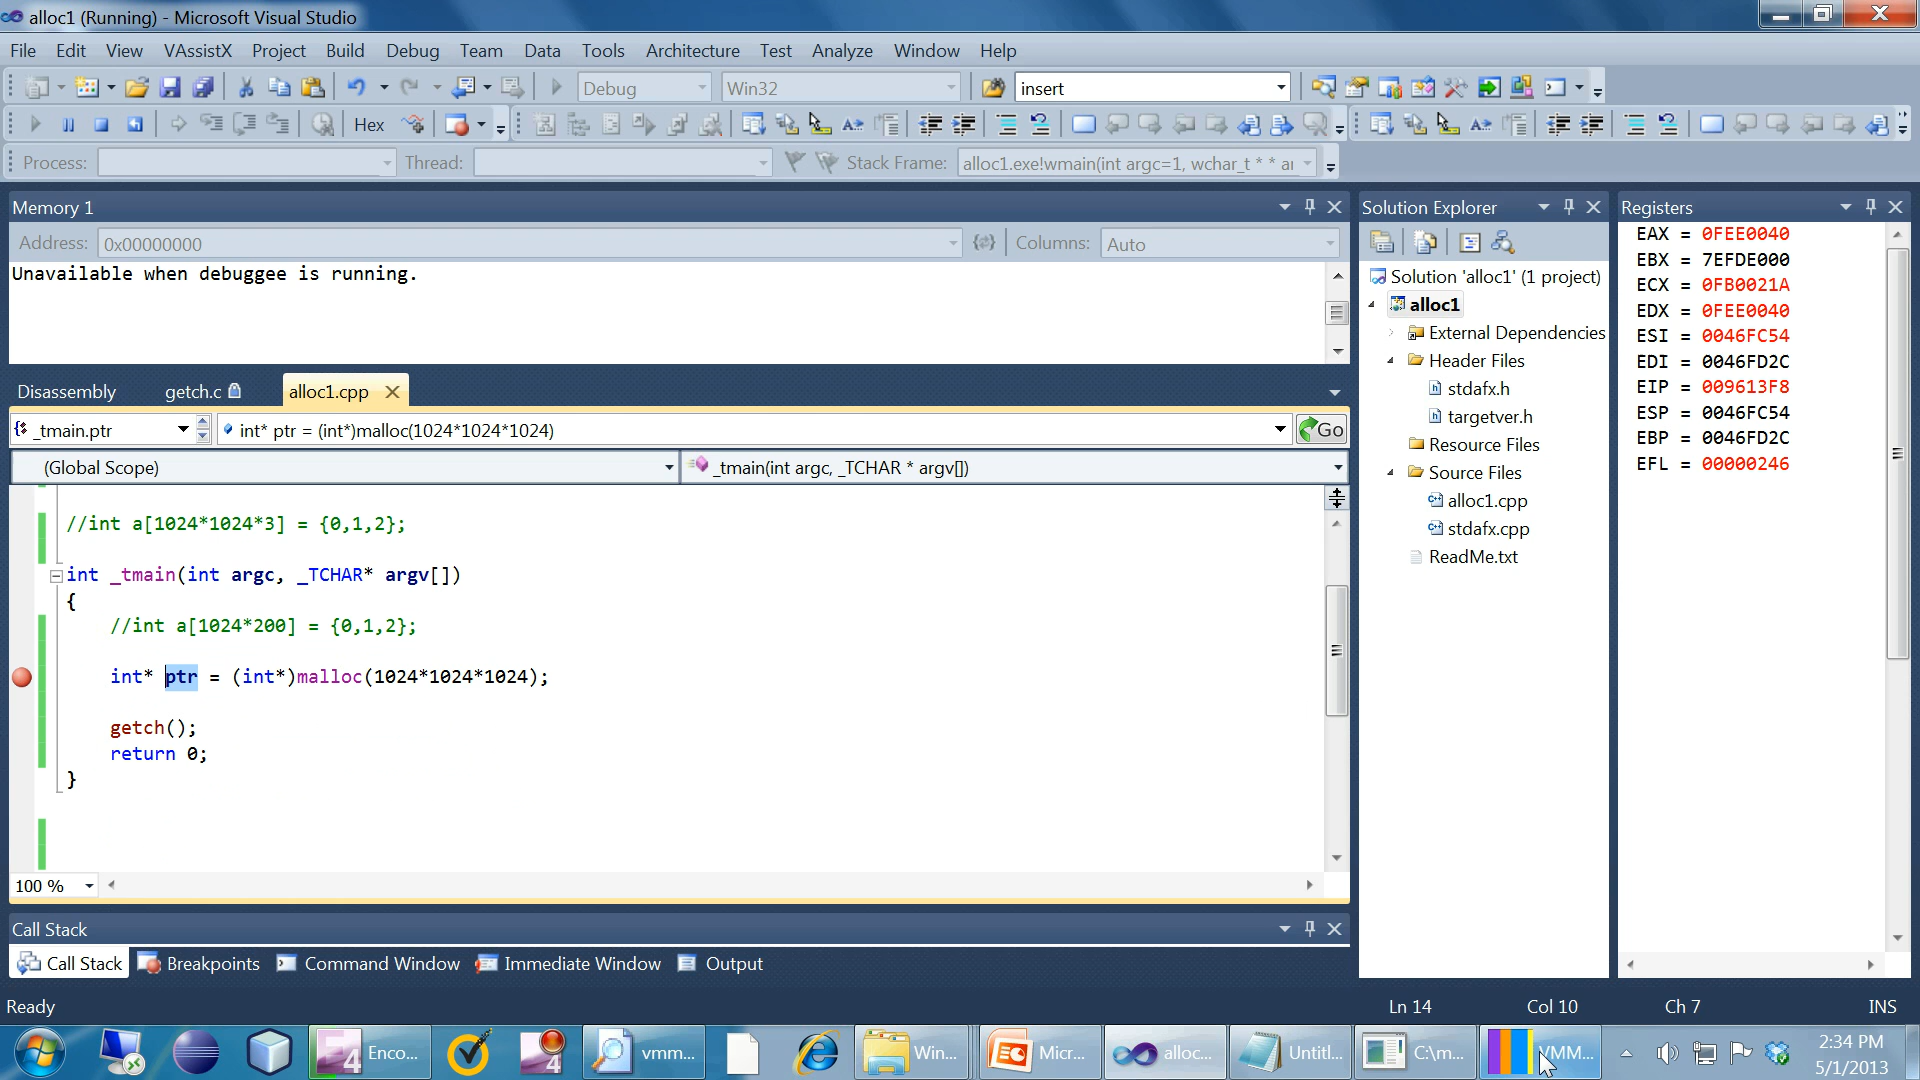 alloc1 (Running) - Microsoft Visual Studio
File Edit View VAssistX Project Build Debug Team Data Tools Architecture Test Analyze Window Help
Debug Win32 insert
Hex
Process: Thread: Stack Frame: alloc1.exe!wmain(int argc=1, wchar_t * * ar
Memory 1
Address: 0x00000000 Columns: Auto
Unavailable when debuggee is running.
Disassembly getch.c alloc1.cpp
_tmain.ptr int* ptr = (int*)malloc(1024*1024*1024) Go
(Global Scope) _tmain(int argc, _TCHAR * argv[])
//int a[1024*1024*3] = {0,1,2};
int _tmain(int argc, _TCHAR* argv[])
{
//int a[1024*200] = {0,1,2};
int* ptr = (int*)malloc(1024*1024*1024);
getch();
return 0;
}
100 %
Call Stack
Call Stack Breakpoints Command Window Immediate Window Output
Solution Explorer
Solution 'alloc1' (1 project)
alloc1
External Dependencies
Header Files
stdafx.h
targetver.h
Resource Files
Source Files
alloc1.cpp
stdafx.cpp
ReadMe.txt
Registers
EAX = 0FEE0040
EBX = 7EFDE000
ECX = 0FB0021A
EDX = 0FEE0040
ESI = 0046FC54
EDI = 0046FD2C
EIP = 009613F8
ESP = 0046FC54
EBP = 0046FD2C
EFL = 00000246
Ready Ln 14 Col 10 Ch 7 INS
4 Enco... 4 vmm... Win... Micr... alloc... Untitl... C:\m... VMM...
2:34 PM
5/1/2013